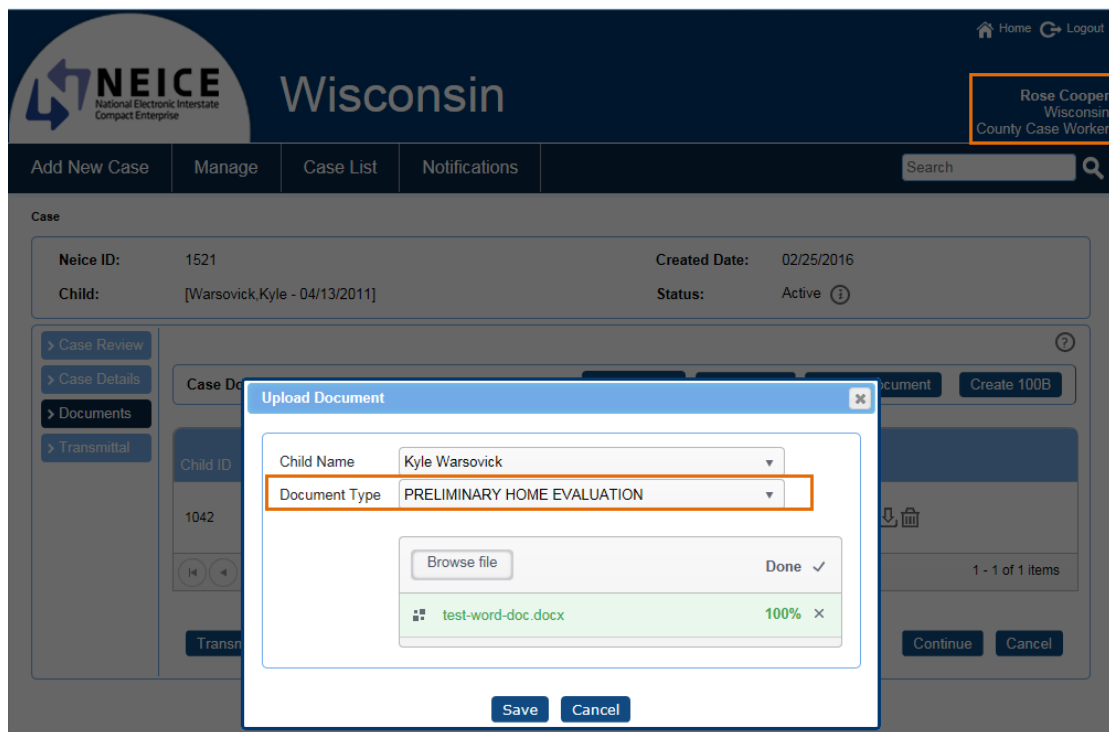 Home Logout
NEICE
National Electronic Interstate
Compact Enterprise
Wisconsin
Rose Cooper
Wisconsin
County Case Worker
Add New Case Manage Case List Notifications Search
Case
Neice ID: 1521 Created Date: 02/25/2016
Child: [Warsovick,Kyle - 04/13/2011] Status: Active
Case Review
Case Details
Documents
Transmittal
Case Do
Create 100B
Upload Document
Child ID
Child Name Kyle Warsovick
Document Type PRELIMINARY HOME EVALUATION
1042
Browse file Done
test-word-doc.docx 100%
1 - 1 of 1 items
Continue Cancel
Save Cancel